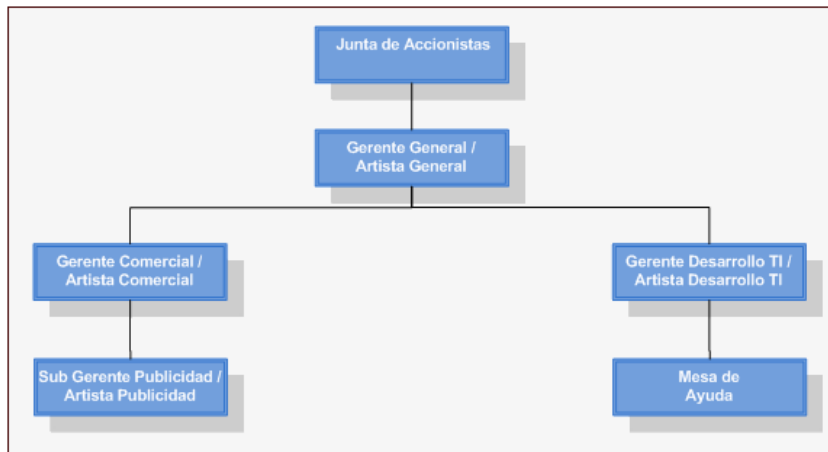 Junta de Accionistas
Gerente General /
Artista General
Gerente Comercial /
Artista Comercial
Gerente Desarrollo TI /
Artista Desarrollo TI
Sub Gerente Publicidad /
Artista Publicidad
Mesa de
Ayuda